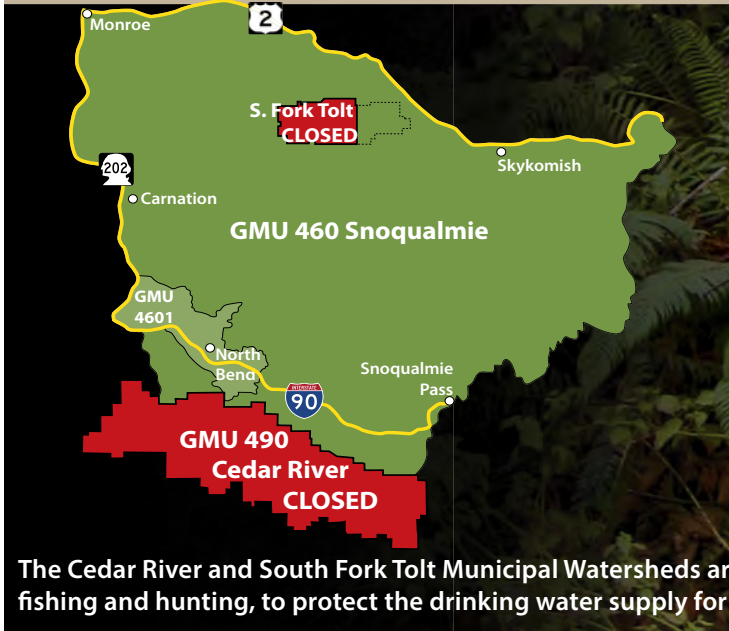 Monroe
2
S. Fork Tolt
CLOSED
Skykomish
202
Carnation
GMU 460 Snoqualmie
GMU
4601
North
Bend
Snoqualmie
Pass
INTERSTATE
90
GMU 490
Cedar River
CLOSED
The Cedar River and South Fork Tolt Municipal Watersheds ar
fishing and hunting, to protect the drinking water supply for